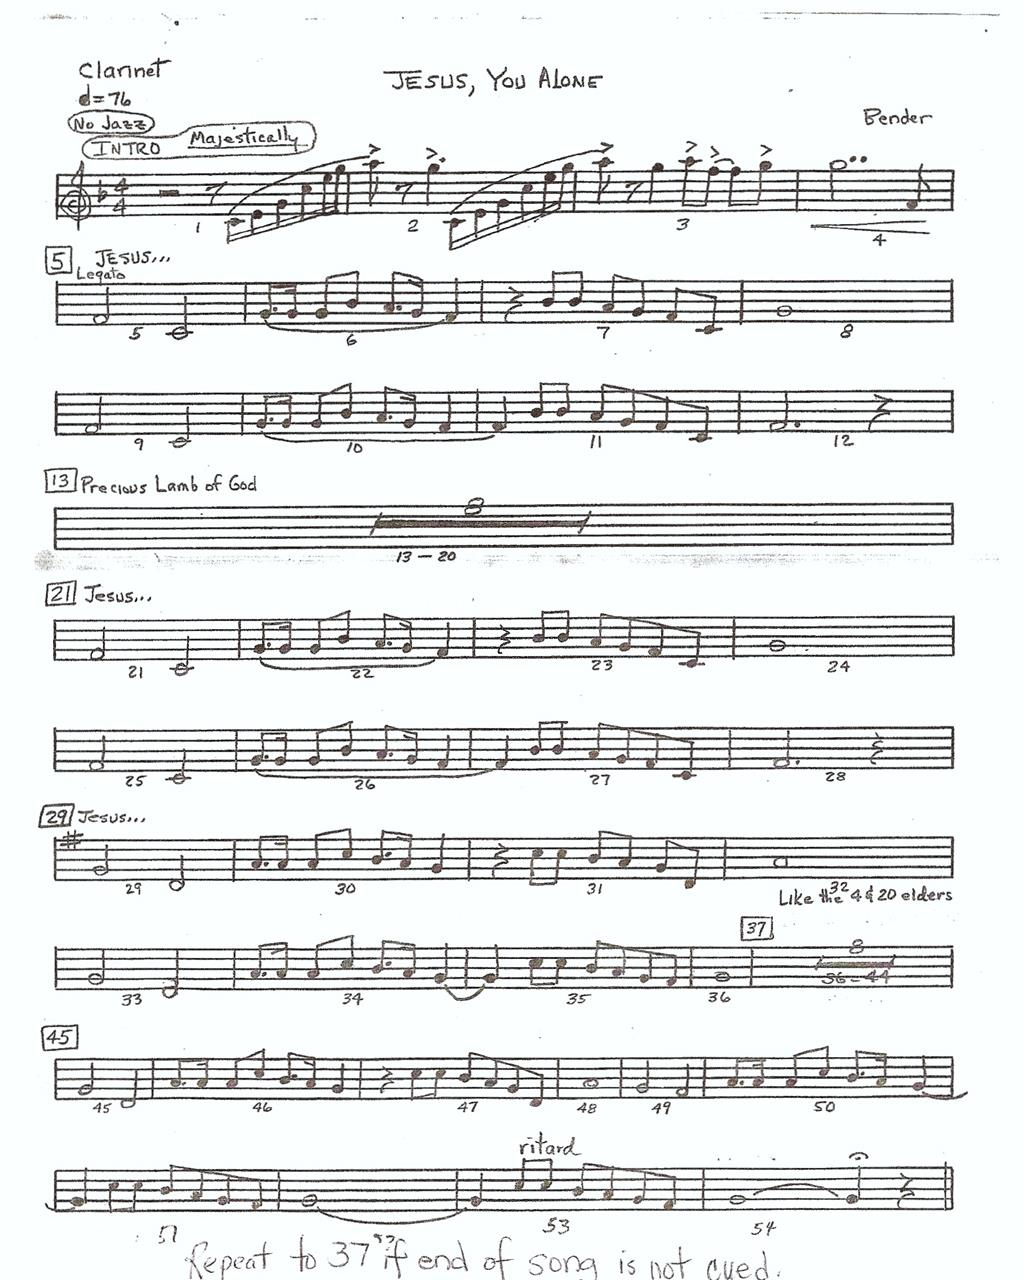 Clarinet
JESUS, YOU ALONE
♩=76
No Jazz
Bender
INTRO Majestically
4
4
1 2 3 4
5 JESUS...
Legato
5 6 7 8
9 10 11 12
13 Precious Lamb of God
8
13 - 20
21 Jesus...
21 22 23 24
25 26 27 28
29 Jesus...
29 30 31 32
Like the 4 & 20 elders
37
8
33 34 35 36 36-44
45
45 46 47 48 49 50
ritard
51 52 53 54
Repeat to 37 if end of song is not cued.